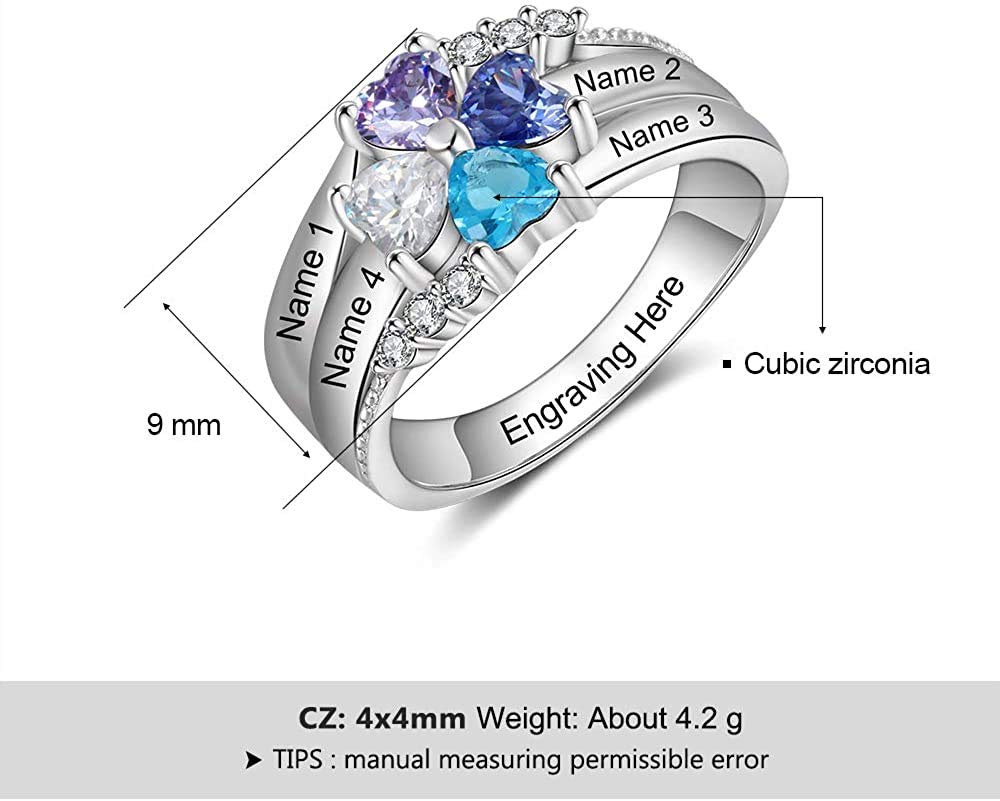 Name 2
Name 3
Name 1
Name 4
Engraving Here
▪ Cubic zirconia
9 mm
CZ: 4x4mm Weight: About 4.2 g
➤ TIPS : manual measuring permissible error